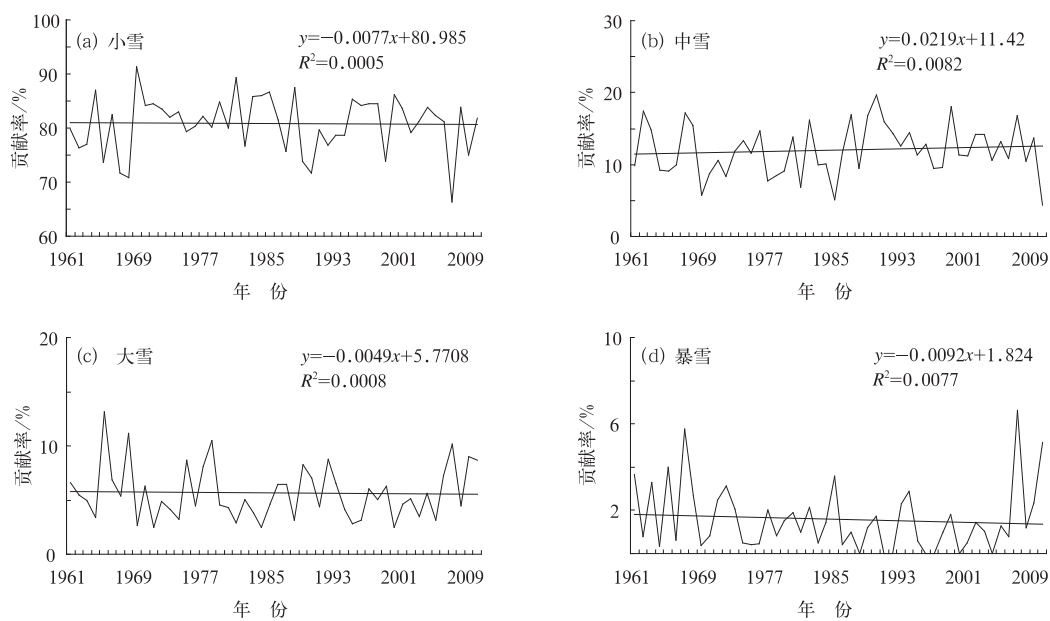 (a) 小雪
y=−0.0077x+80.985
R²=0.0005
100
90
80
70
60
贡献率/%
1961 1969 1977 1985 1993 2001 2009
年 份
(b) 中雪
y=0.0219x+11.42
R²=0.0082
30
20
10
0
贡献率/%
1961 1969 1977 1985 1993 2001 2009
年 份
(c) 大雪
y=−0.0049x+5.7708
R²=0.0008
20
10
0
贡献率/%
1961 1969 1977 1985 1993 2001 2009
年 份
(d) 暴雪
y=−0.0092x+1.824
R²=0.0077
10
6
2
贡献率/%
1961 1969 1977 1985 1993 2001 2009
年 份